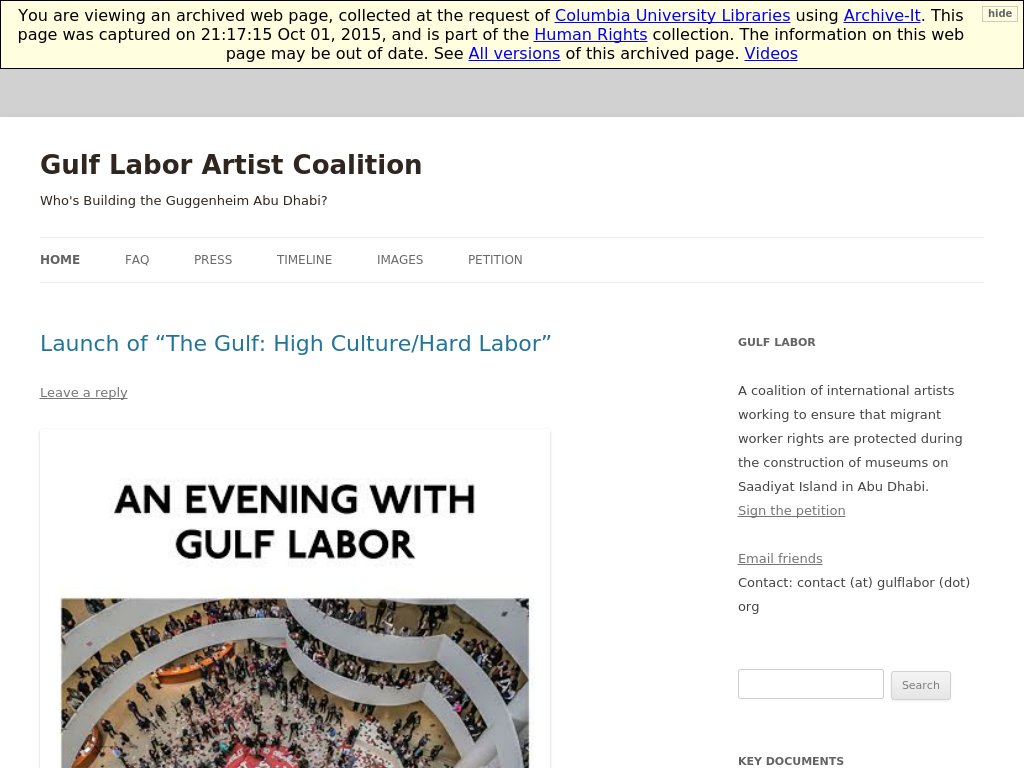 You are viewing an archived web page, collected at the request of Columbia University Libraries using Archive-It. This
page was captured on 21:17:15 Oct 01, 2015, and is part of the Human Rights collection. The information on this web
page may be out of date. See All versions of this archived page. Videos
hide
Gulf Labor Artist Coalition
Who's Building the Guggenheim Abu Dhabi?
HOME FAQ PRESS TIMELINE IMAGES PETITION
Launch of “The Gulf: High Culture/Hard Labor”
Leave a reply
AN EVENING WITH
GULF LABOR
GULF LABOR
A coalition of international artists
working to ensure that migrant
worker rights are protected during
the construction of museums on
Saadiyat Island in Abu Dhabi.
Sign the petition
Email friends
Contact: contact (at) gulflabor (dot)
org
Search
KEY DOCUMENTS